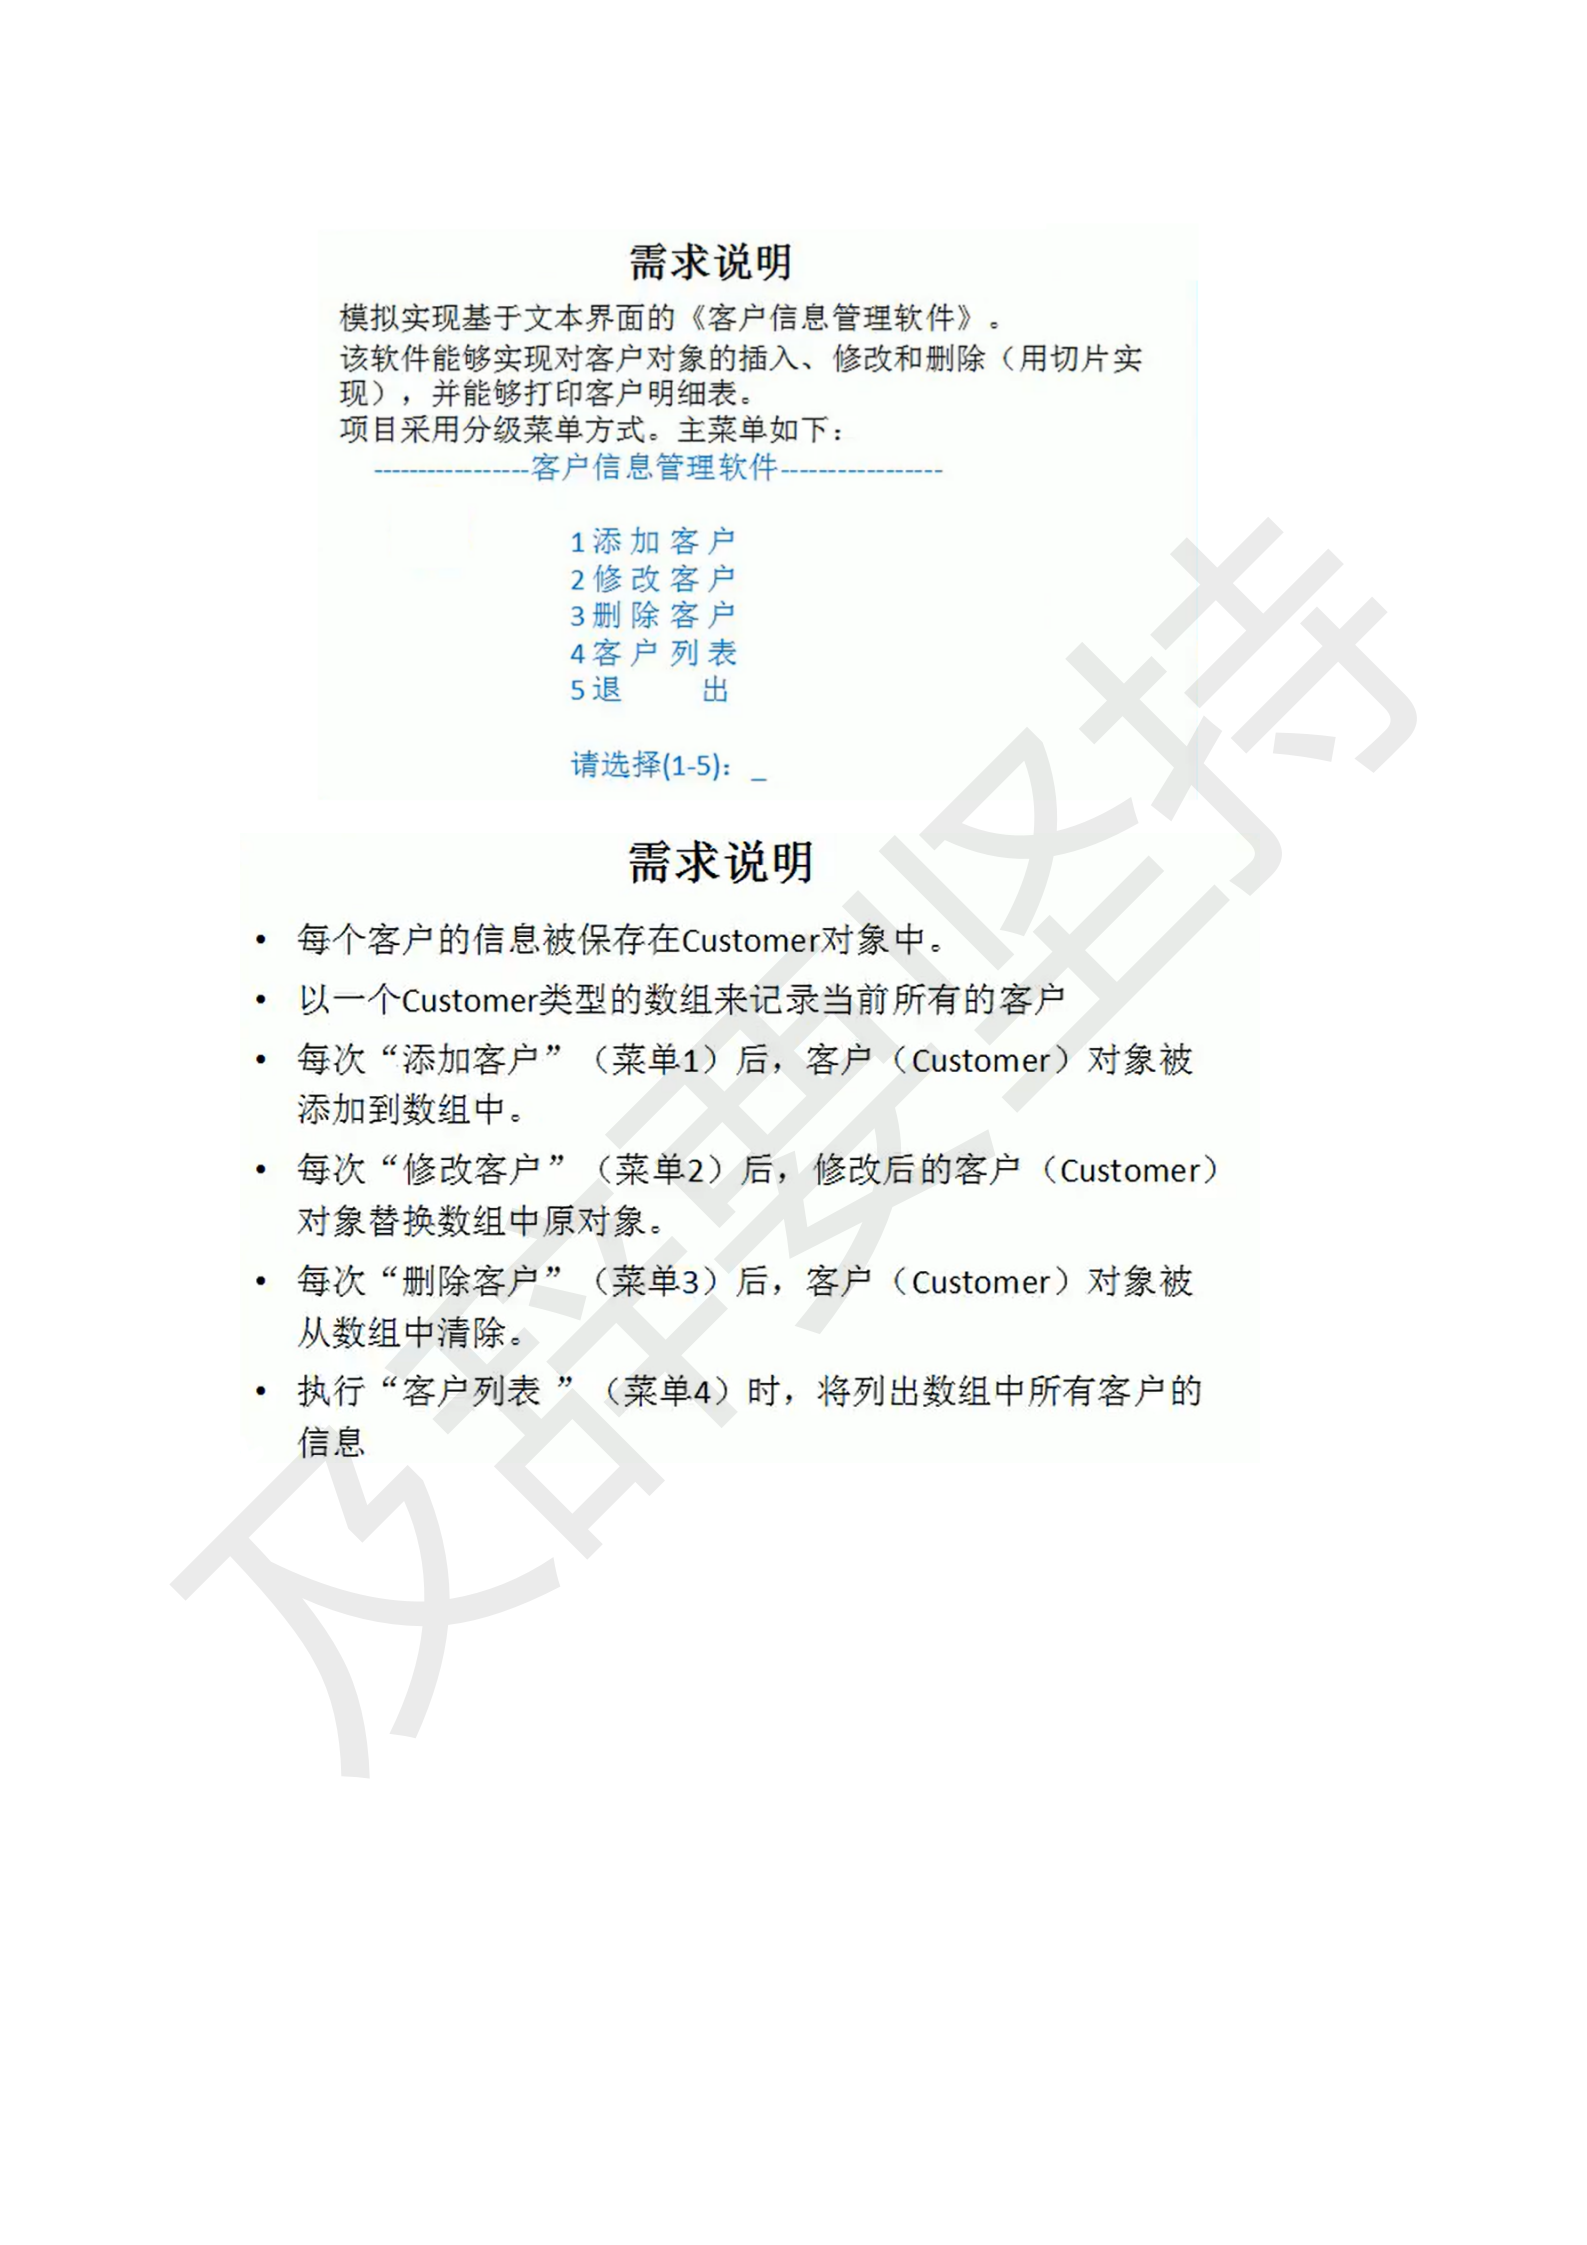 需求说明
模拟实现基于文本界面的《客户信息管理软件》。
该软件能够实现对客户对象的插入、修改和删除（用切片实
现），并能够打印客户明细表。
项目采用分级菜单方式。主菜单如下：
-----------------客户信息管理软件-----------------
1 添 加 客 户
2 修 改 客 户
3 删 除 客 户
4 客 户 列 表
5 退 出
请选择(1-5)：_
需求说明
• 每个客户的信息被保存在Customer对象中。
• 以一个Customer类型的数组来记录当前所有的客户
• 每次“添加客户”（菜单1）后，客户（Customer）对象被
添加到数组中。
• 每次“修改客户”（菜单2）后，修改后的客户（Customer）
对象替换数组中原对象。
• 每次“删除客户”（菜单3）后，客户（Customer）对象被
从数组中清除。
• 执行“客户列表 ”（菜单4）时，将列出数组中所有客户的
信息
及辞要坚持